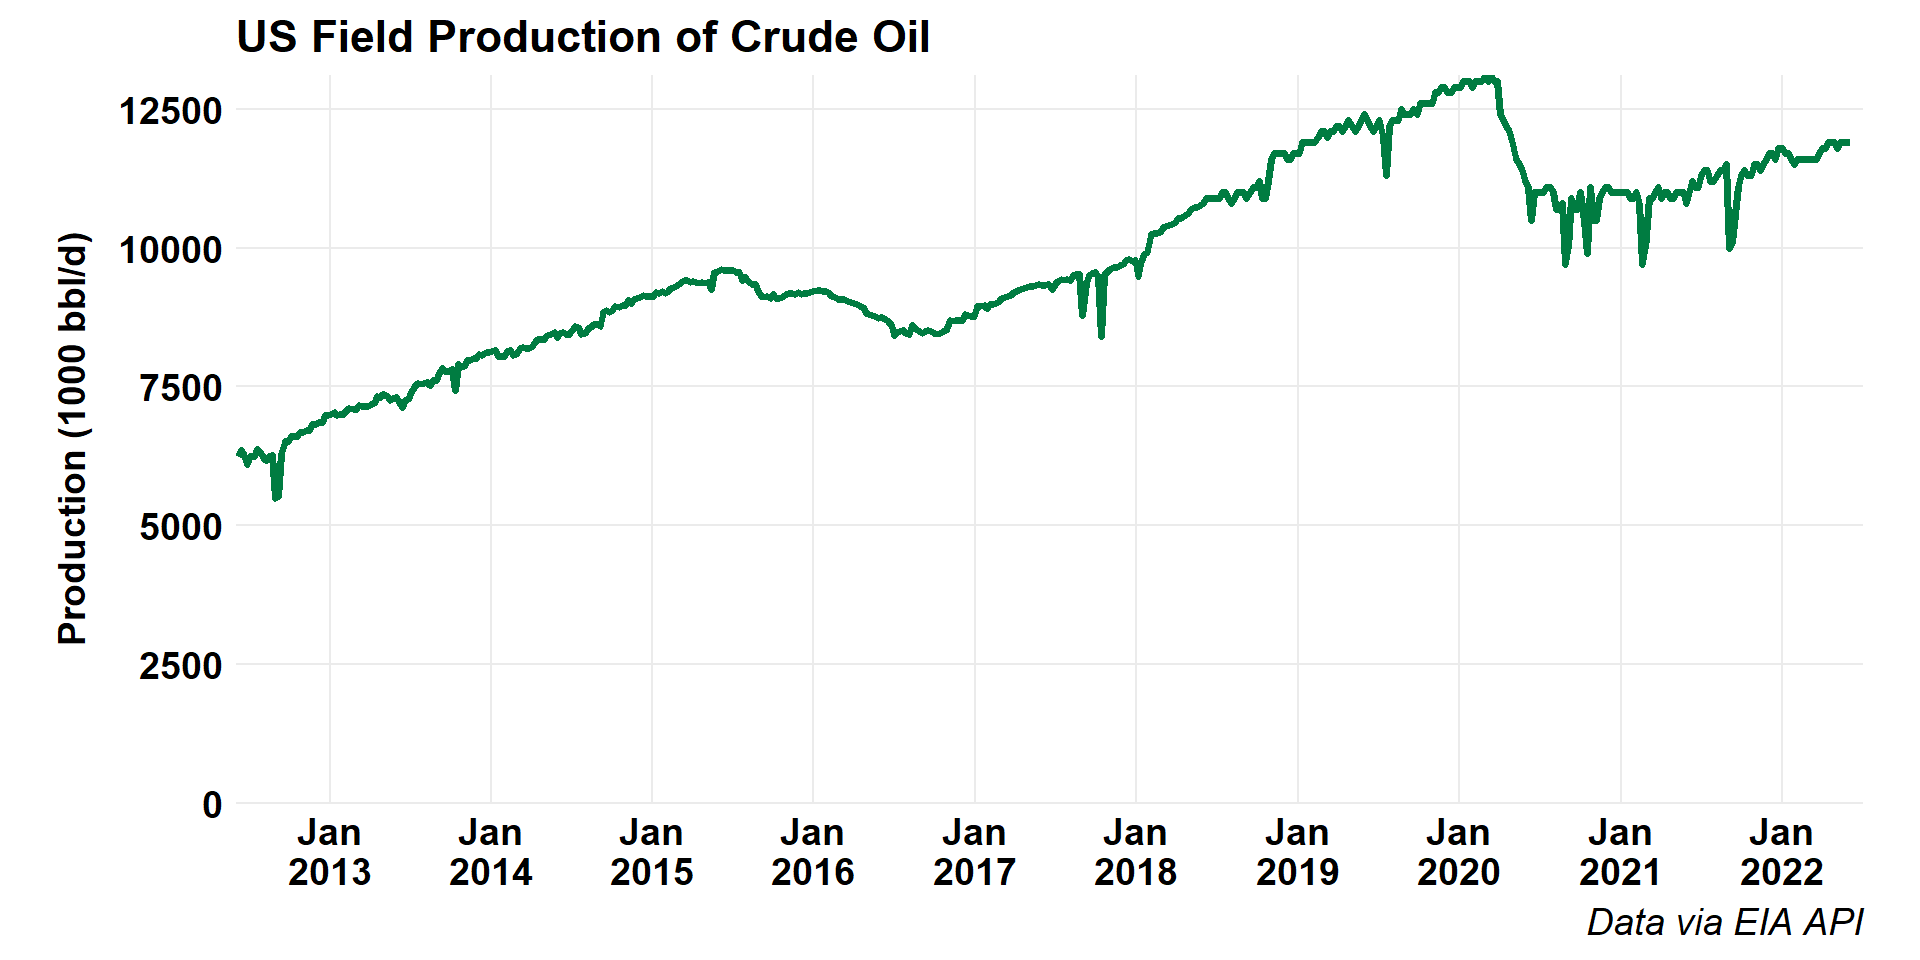 US Field Production of Crude Oil
Production (1000 bbl/d)
12500
10000
7500
5000
2500
0
Jan
2013
Jan
2014
Jan
2015
Jan
2016
Jan
2017
Jan
2018
Jan
2019
Jan
2020
Jan
2021
Jan
2022
Data via EIA API